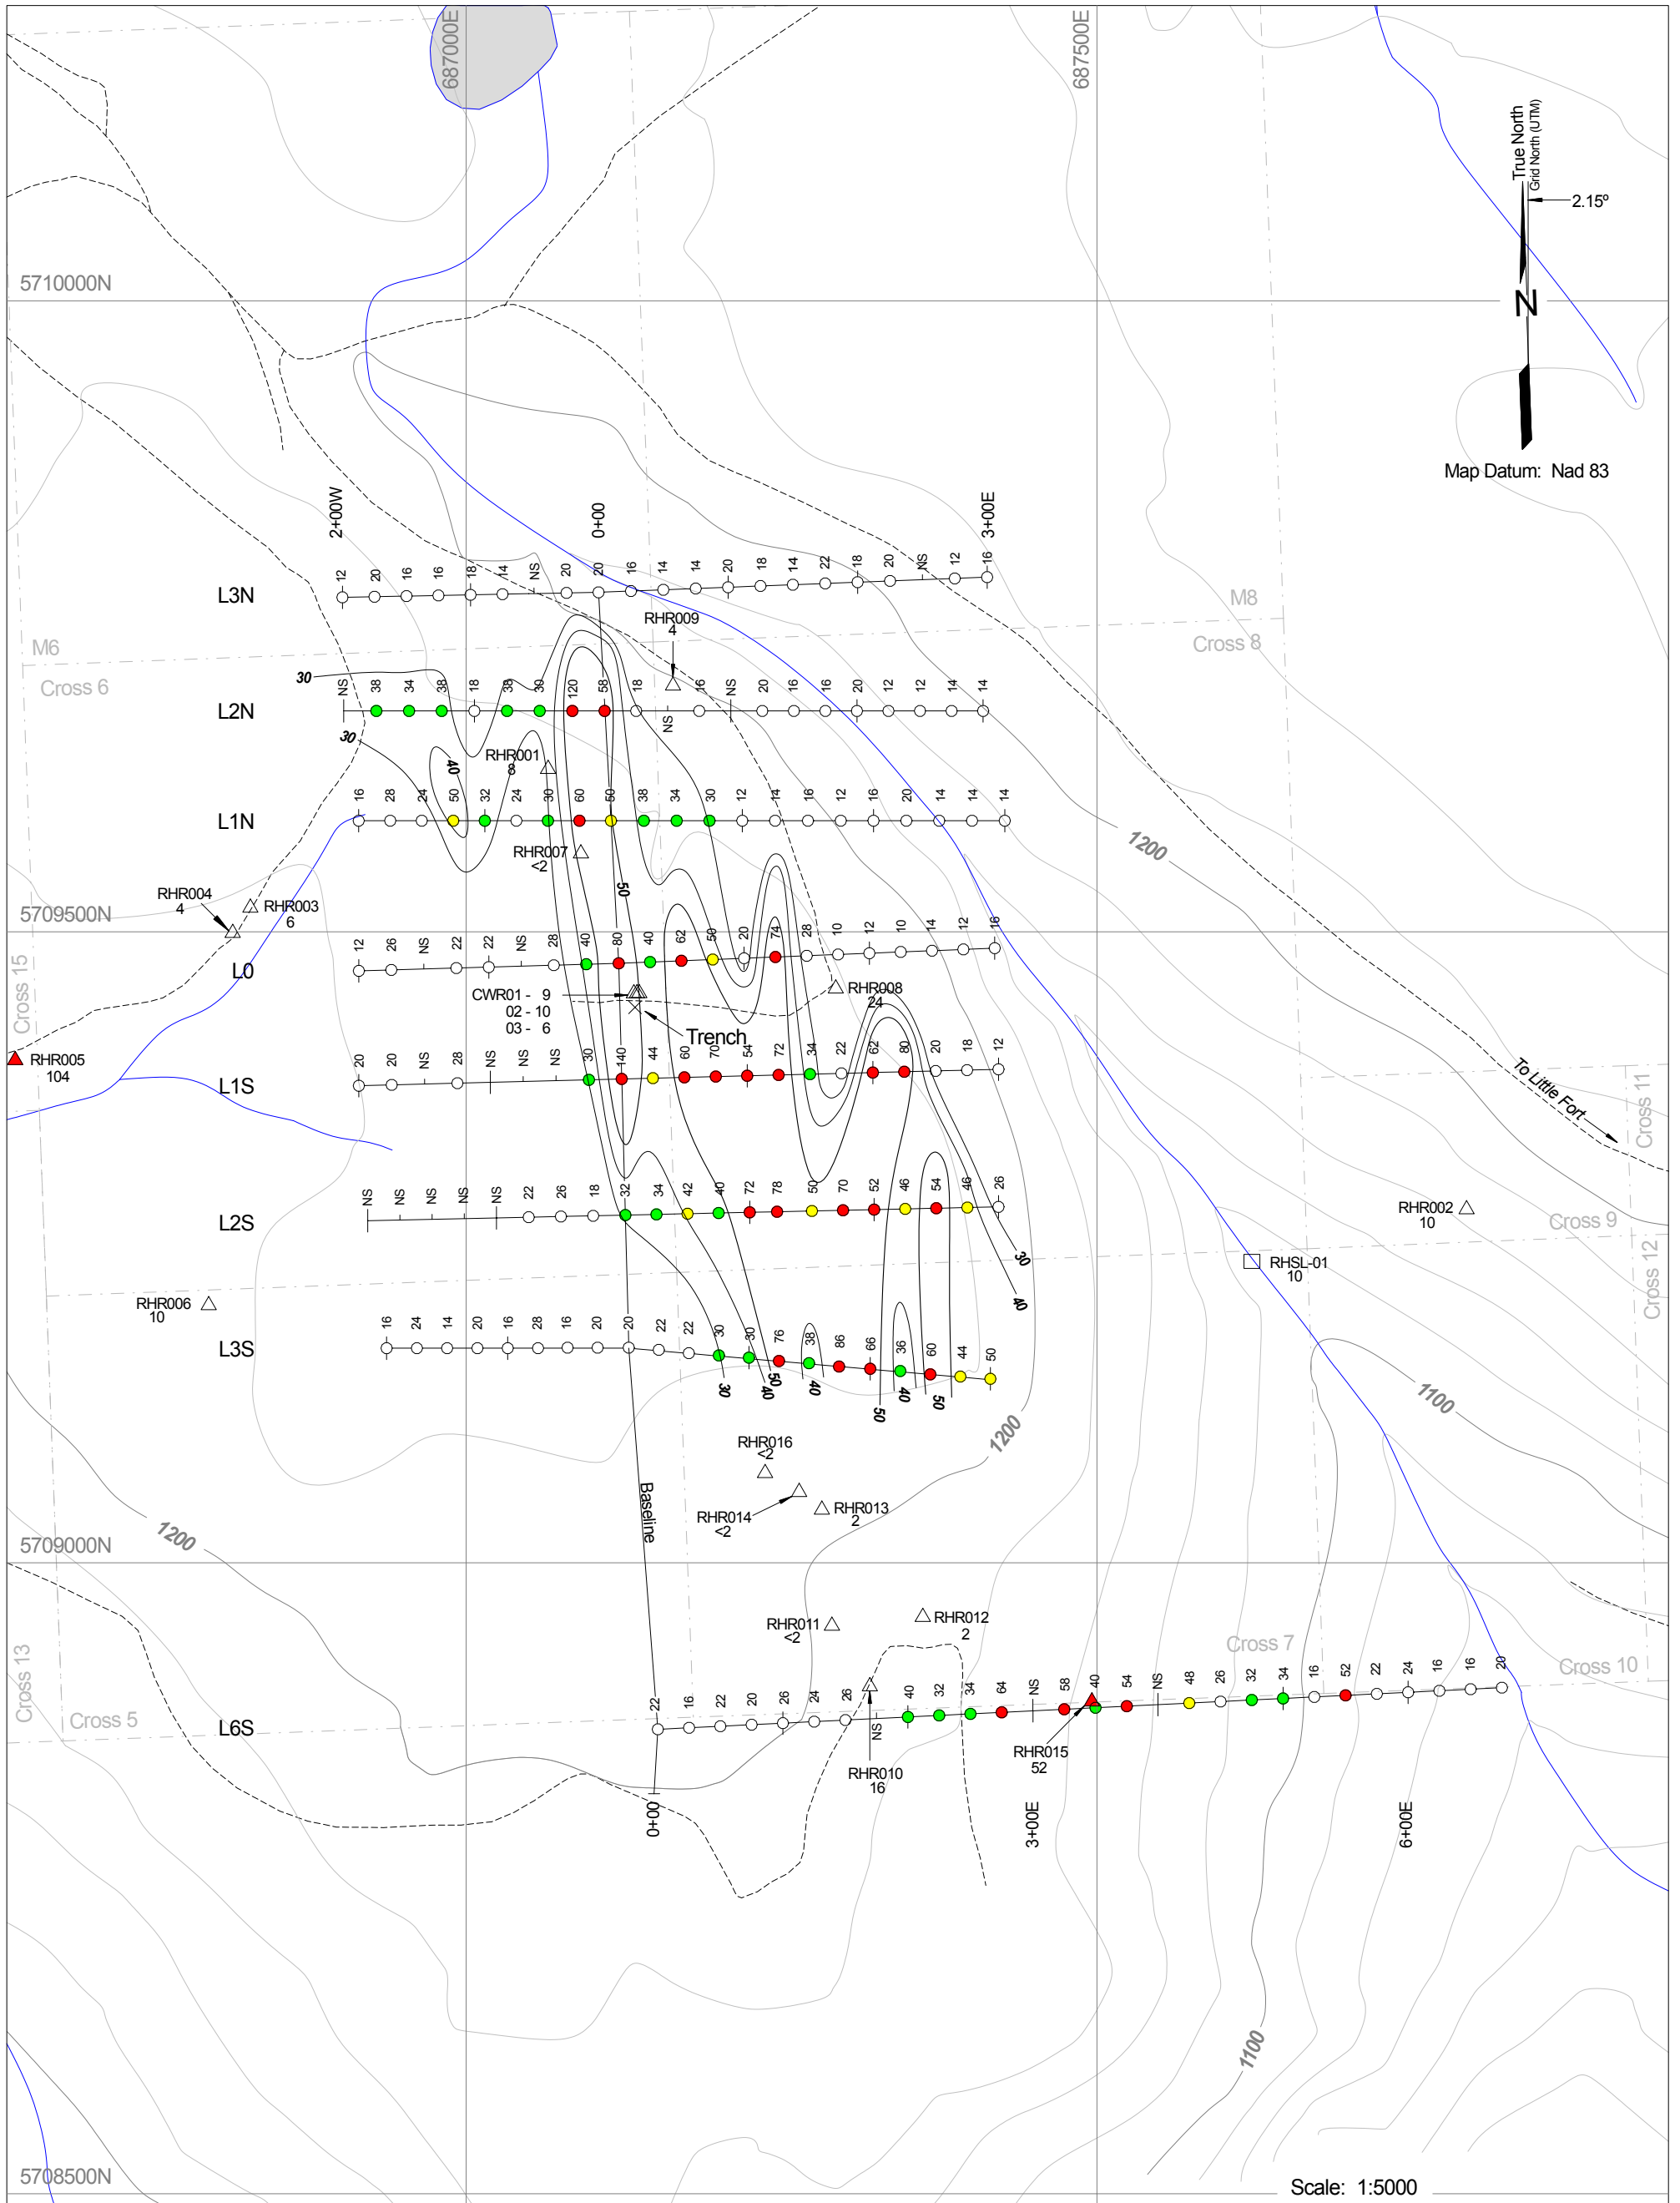 687000E
687500E
True North
Grid North (UTM)
2.15º
5710000N
N
Map Datum: Nad 83
2+00W
0+00
3+00E
L3N
12 20 16 16 18 14 NS 20 20 16 14 14 20 18 14 22 18 20 NS 12 16
RHR009
4
M6
M8
Cross 6
Cross 8
30
L2N
NS 38 34 38 18 38 30 120 58 18 NS 16 NS 20 16 16 20 12 12 14 14
30
40
RHR001
8
L1N
16 28 24 50 32 24 30 60 50 38 34 30 12 14 16 12 16 20 14 14 14
1200
RHR007
<2
50
RHR004
4
RHR003
6
5709500N
L0
12 26 NS 22 22 NS 28 40 80 40 62 50 20 74 28 10 12 10 14 12 16
Cross 15
CWR01 - 9
02 - 10
03 - 6
RHR008
24
Trench
RHR005
104
L1S
20 20 NS 28 NS NS NS 30 140 44 60 70 54 72 34 22 62 80 20 18 12
To Little Fort
Cross 11
L2S
NS NS NS NS NS 22 26 18 32 34 42 40 72 78 50 70 52 46 54 46 26
RHR002
10
Cross 9
Cross 12
30
40
RHSL-01
10
RHR006
10
L3S
16 24 14 20 16 28 16 20 20 22 22 30 30 76 38 86 66 36 60 44 50
30
40
50
40
50
40
50
1100
1200
RHR016
<2
RHR014
<2
RHR013
2
Baseline
1200
5709000N
RHR011
<2
RHR012
2
Cross 13
Cross 5
Cross 7
Cross 10
L6S
22 16 22 20 26 24 26 NS 40 32 34 64 NS 58 40 54 NS 48 26 32 34 16 52 22 24 16 16 20
RHR010
16
RHR015
52
0+00
3+00E
6+00E
1100
5708500N
Scale: 1:5000